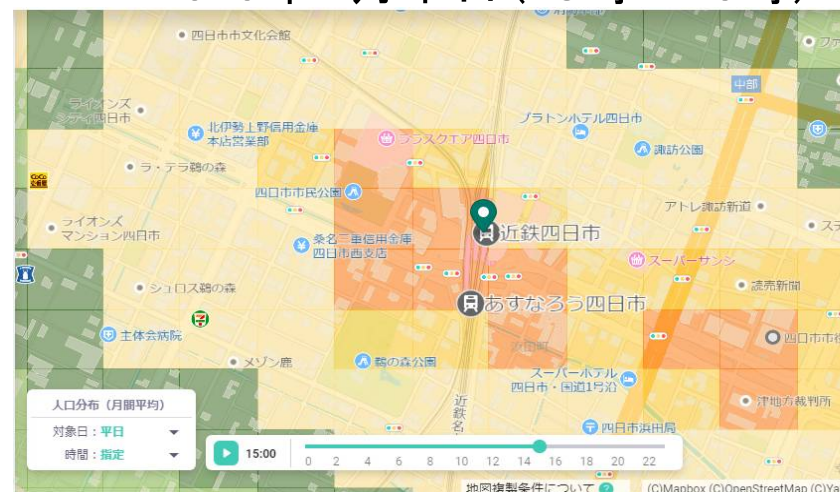 四日市市文化会館
中部
ライオンズ
シティ四日市
プラトンホテル四日市
北伊勢上野信用金庫
本店営業部
ララスクエア四日市
諏訪公園
ラ・テラ鵜の森
四日市市民公園
アトレ諏訪新道
ライオンズ
マンション四日市
近鉄四日市
桑名三重信用金庫
四日市西支店
スーパーサンシ
シュロス鵜の森
読売新聞
あすなろう四日市
主体会病院
メゾン鹿
鵜の森公園
スーパーホテル
四日市・国道1号沿
津地方裁判所
近
鉄
名
四日市浜田局
人口分布（月間平均）
対象日：平日
時間：指定
15:00
0 2 4 6 8 10 12 14 16 18 20 22
地図複製条件について
(C)Mapbox (C)OpenStreetMap (C)Ya